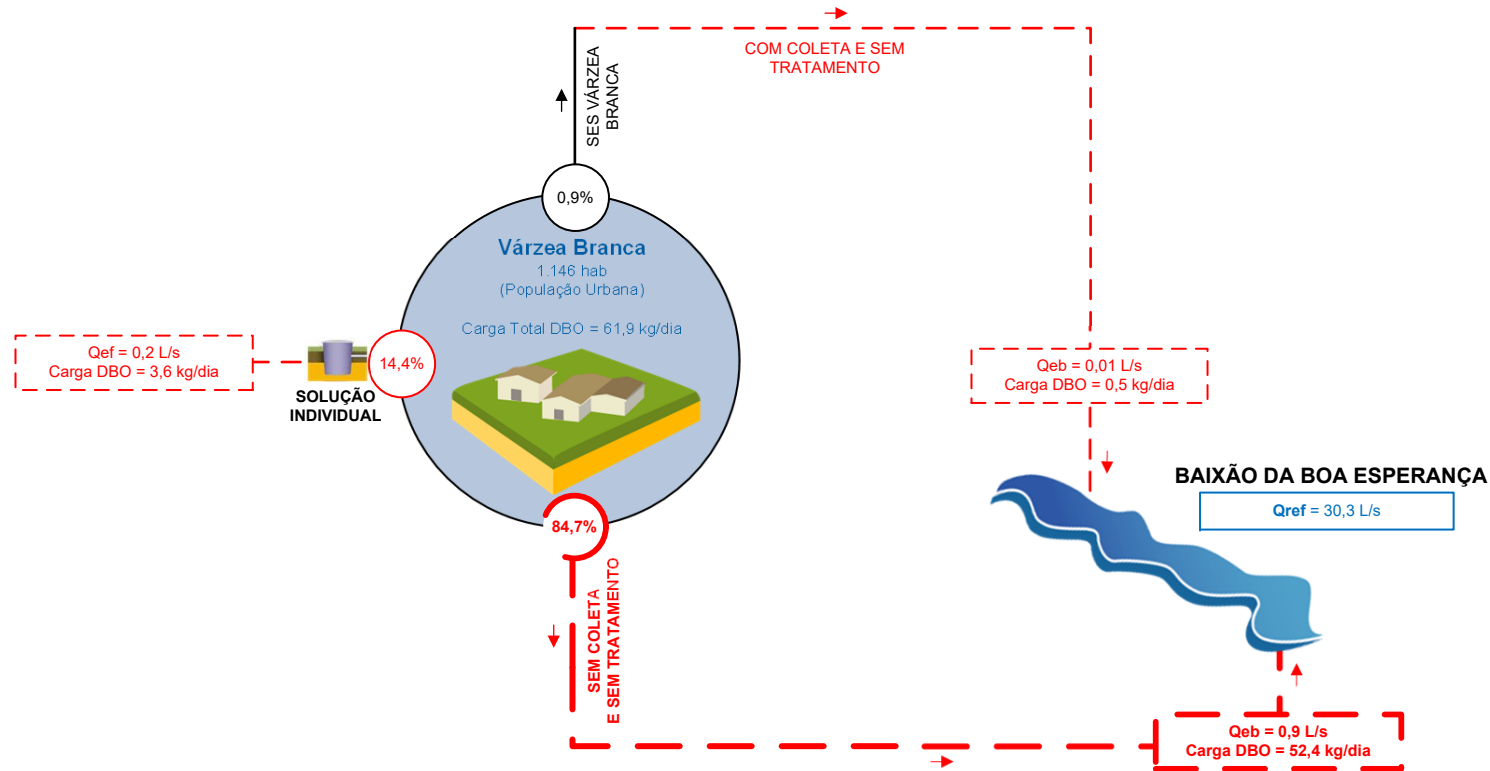 COM COLETA E SEM
TRATAMENTO
SES VÁRZEA
BRANCA
0,9%
Várzea Branca
1.146 hab
(População Urbana)
Carga Total DBO = 61,9 kg/dia
Qef = 0,2 L/s
Carga DBO = 3,6 kg/dia
14,4%
SOLUÇÃO
INDIVIDUAL
Qeb = 0,01 L/s
Carga DBO = 0,5 kg/dia
BAIXÃO DA BOA ESPERANÇA
Qref = 30,3 L/s
84,7%
SEM COLETA
E SEM TRATAMENTO
Qeb = 0,9 L/s
Carga DBO = 52,4 kg/dia